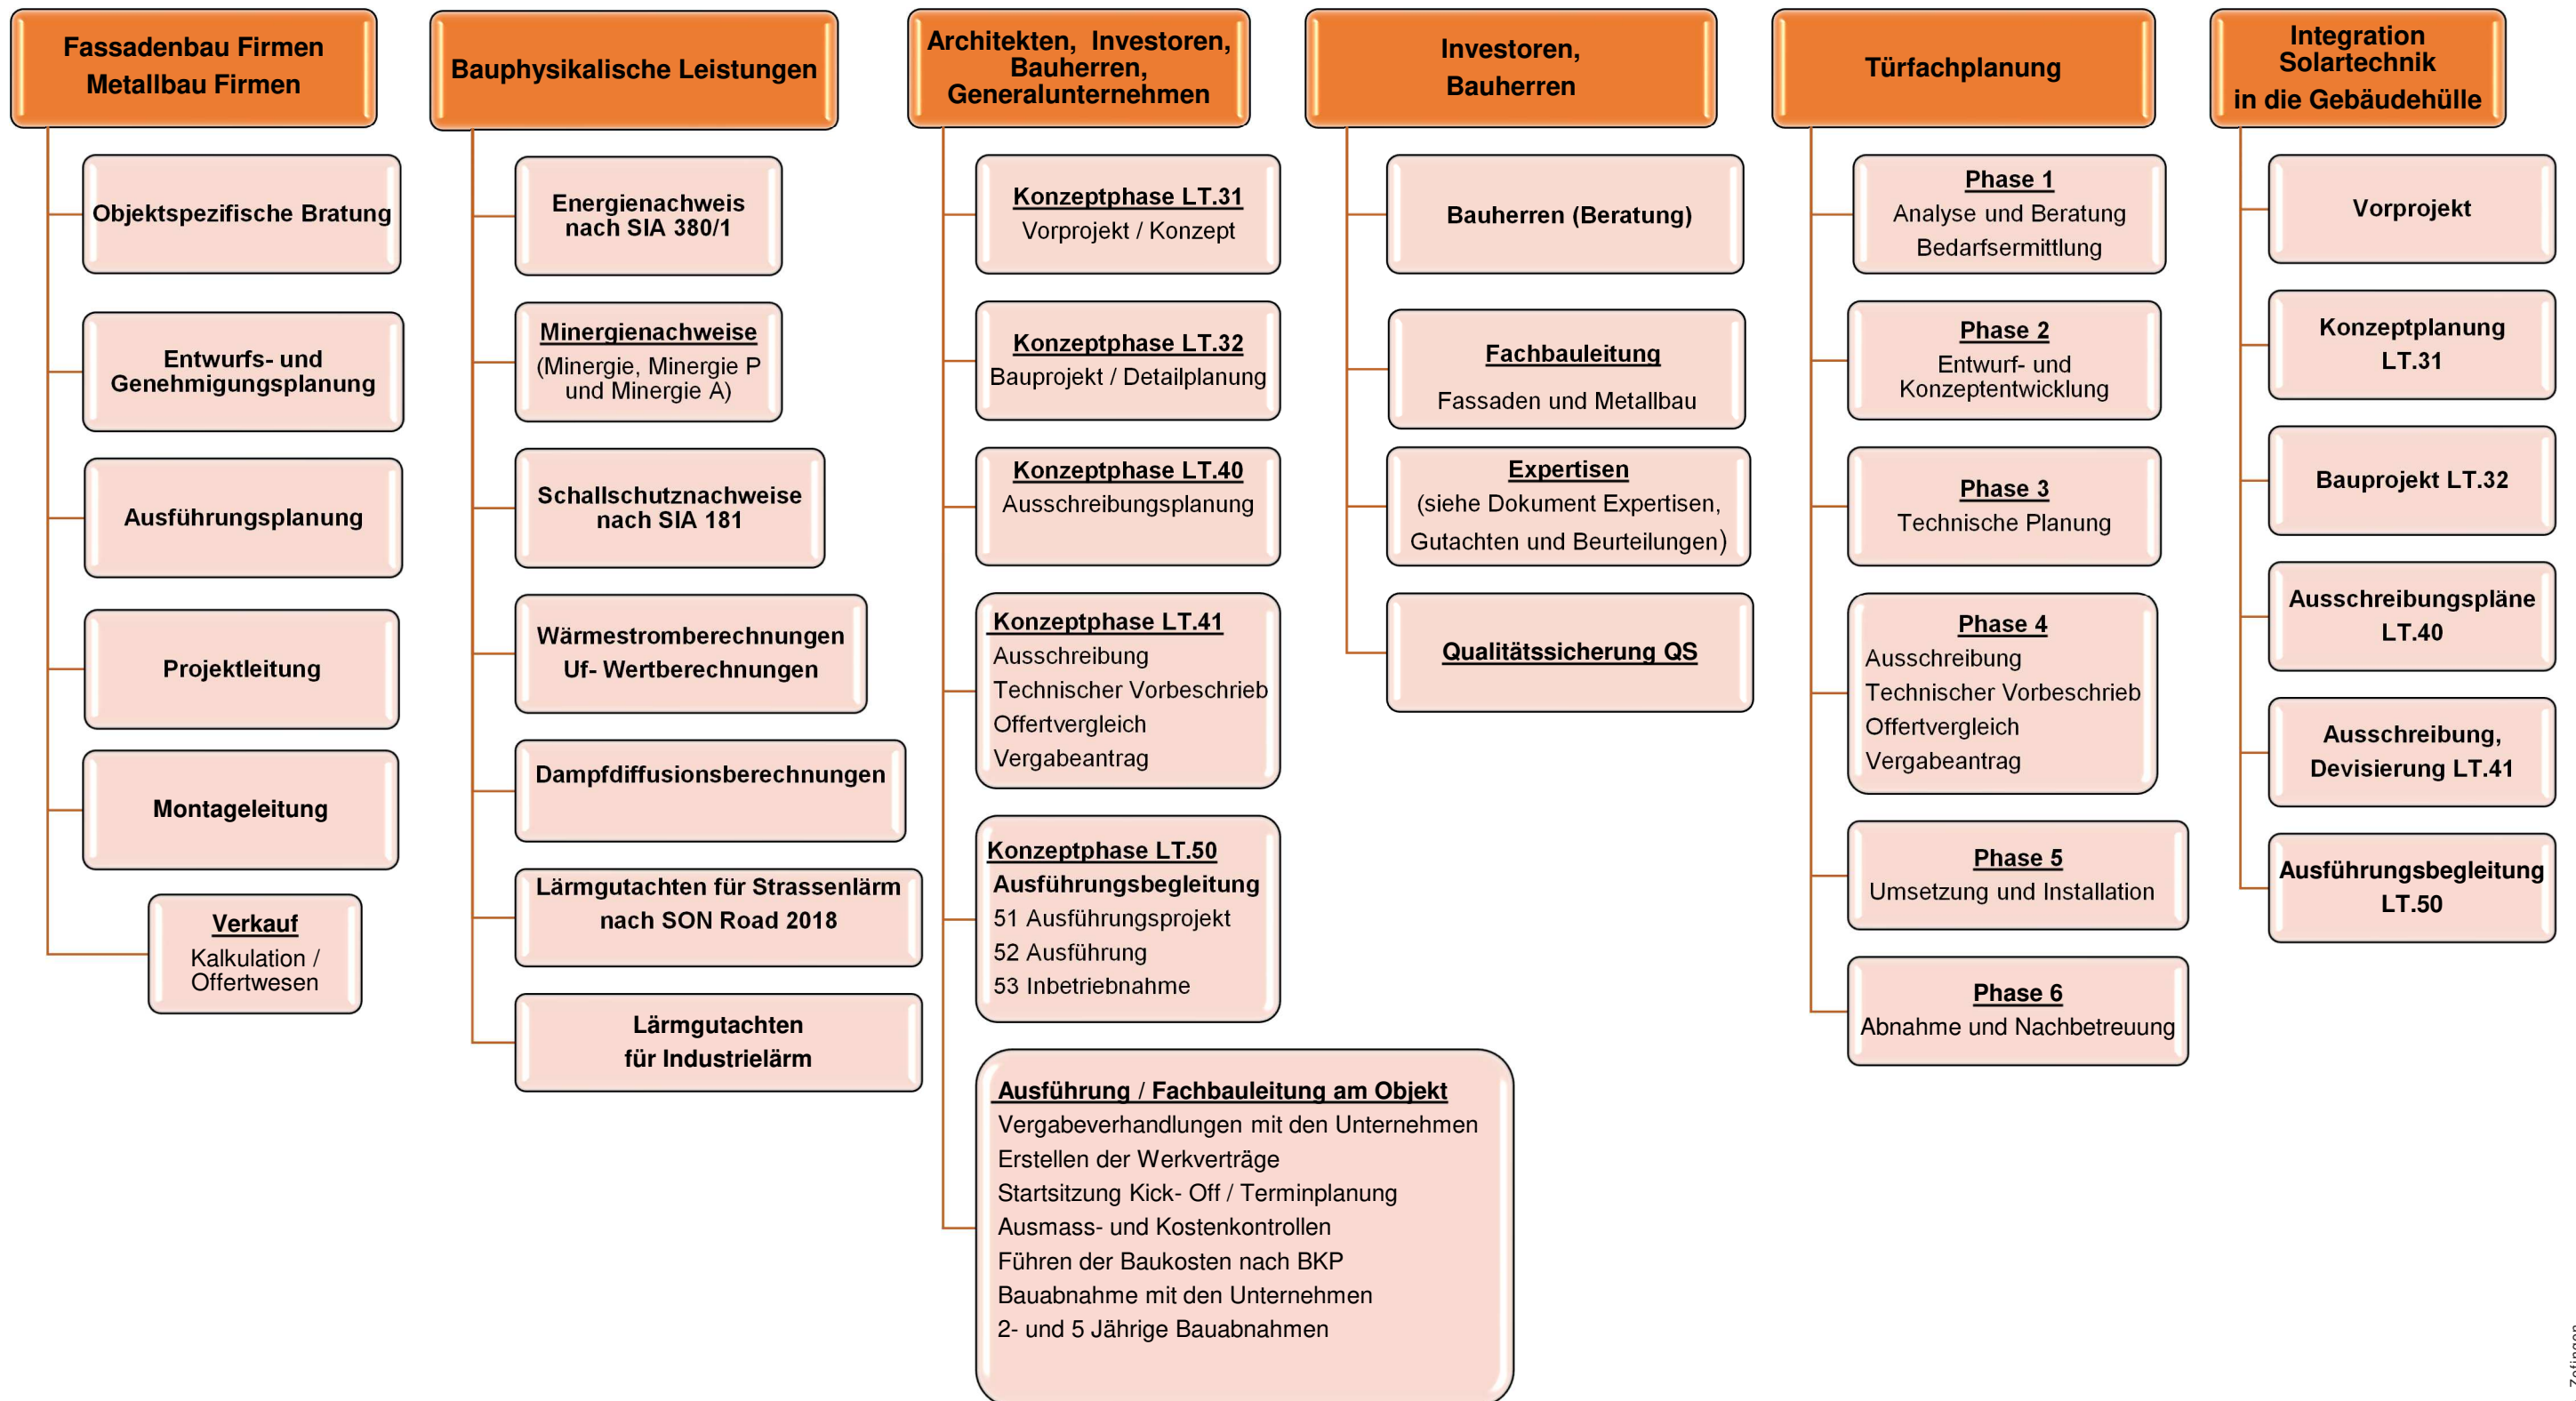 Fassadenbau Firmen
Metallbau Firmen
Objektspezifische Bratung
Entwurfs- und
Genehmigungsplanung
Ausführungsplanung
Projektleitung
Montageleitung
Verkauf
Kalkulation /
Offertwesen
Bauphysikalische Leistungen
Energienachweis
nach SIA 380/1
Minergienachweise
(Minergie, Minergie P
und Minergie A)
Schallschutznachweise
nach SIA 181
Wärmestromberechnungen
Uf- Wertberechnungen
Dampfdiffusionsberechnungen
Lärmgutachten für Strassenlärm
nach SON Road 2018
Lärmgutachten
für Industrielärm
Architekten, Investoren,
Bauherren,
Generalunternehmen
Konzeptphase LT.31
Vorprojekt / Konzept
Konzeptphase LT.32
Bauprojekt / Detailplanung
Konzeptphase LT.40
Ausschreibungsplanung
Konzeptphase LT.41
Ausschreibung
Technischer Vorbeschrieb
Offertvergleich
Vergabeantrag
Konzeptphase LT.50
Ausführungsbegleitung
51 Ausführungsprojekt
52 Ausführung
53 Inbetriebnahme
Ausführung / Fachbauleitung am Objekt
Vergabeverhandlungen mit den Unternehmen
Erstellen der Werkverträge
Startsitzung Kick- Off / Terminplanung
Ausmass- und Kostenkontrollen
Führen der Baukosten nach BKP
Bauabnahme mit den Unternehmen
2- und 5 Jährige Bauabnahmen
Investoren,
Bauherren
Bauherren (Beratung)
Fachbauleitung
Fassaden und Metallbau
Expertisen
(siehe Dokument Expertisen,
Gutachten und Beurteilungen)
Qualitätssicherung QS
Türfachplanung
Phase 1
Analyse und Beratung
Bedarfsermittlung
Phase 2
Entwurf- und
Konzeptentwicklung
Phase 3
Technische Planung
Phase 4
Ausschreibung
Technischer Vorbeschrieb
Offertvergleich
Vergabeantrag
Phase 5
Umsetzung und Installation
Phase 6
Abnahme und Nachbetreuung
Integration
Solartechnik
in die Gebäudehülle
Vorprojekt
Konzeptplanung
LT.31
Bauprojekt LT.32
Ausschreibungspläne
LT.40
Ausschreibung,
Devisierung LT.41
Ausführungsbegleitung
LT.50
Zofingen